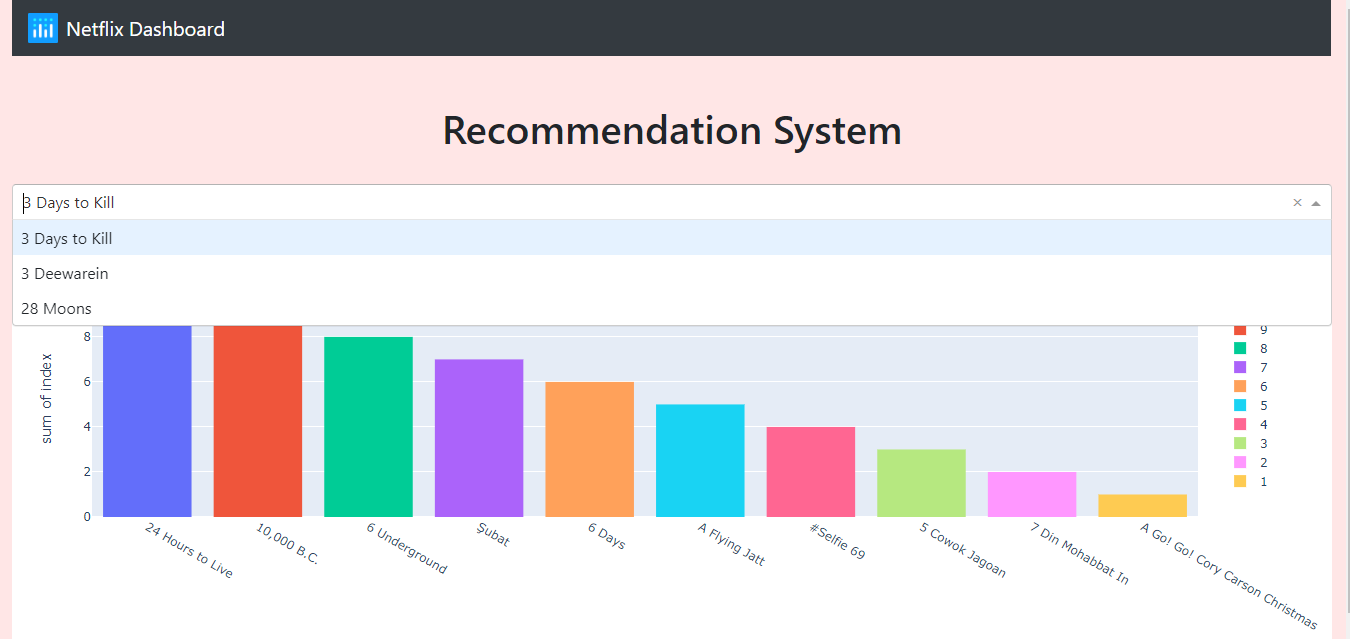 Netflix Dashboard
Recommendation System
3 Days to Kill
3 Days to Kill
3 Deewarein
28 Moons
sum of index
8
6
4
2
0
24 Hours to Live
10,000 B.C.
6 Underground
Şubat
6 Days
A Flying Jatt
#Selfie 69
5 Cowok Jagoan
7 Din Mohabbat In
A Go! Go! Cory Carson Christmas
9
8
7
6
5
4
3
2
1